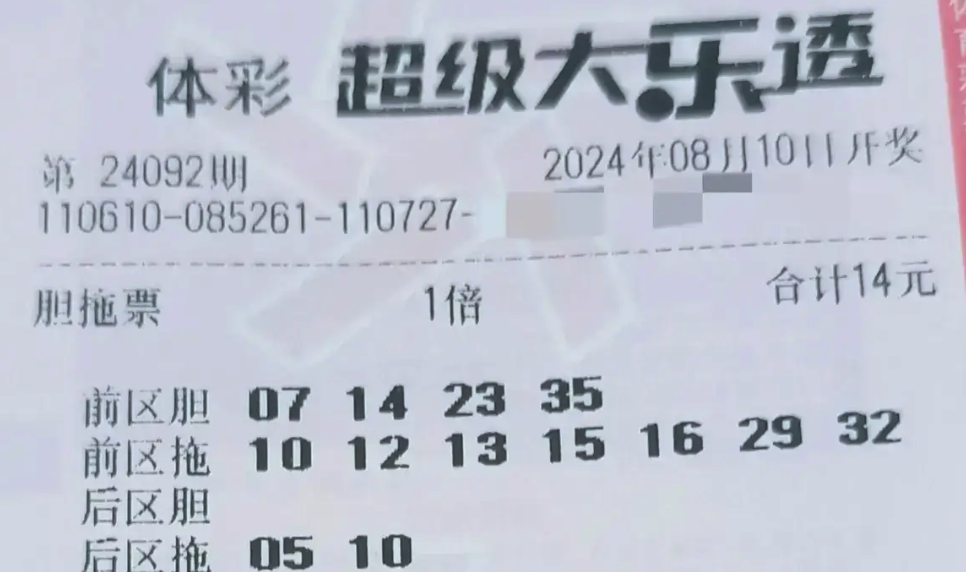 体彩 超级大乐透
第 24092期 2024年08月10日开奖
110610-085261-110727-
胆拖票 1倍 合计14元
前区胆 07 14 23 35
前区拖 10 12 13 15 16 29 32
后区胆
后区拖 05 10